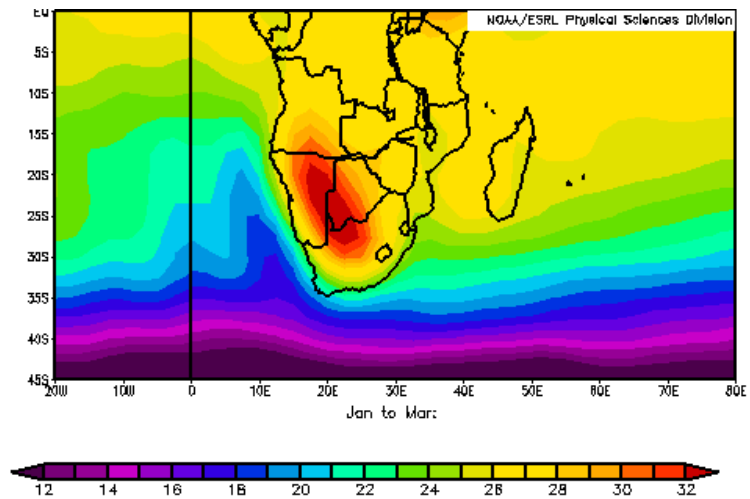 EQ
NOAA/ESRL Physical Sciences Division
5S
10S
15S
20S
25S
30S
35S
40S
45S
20W 10W 0 10E 20E 30E 40E 50E 60E 70E 80E
Jan to Mar:
12 14 16 18 20 22 24 26 28 30 32